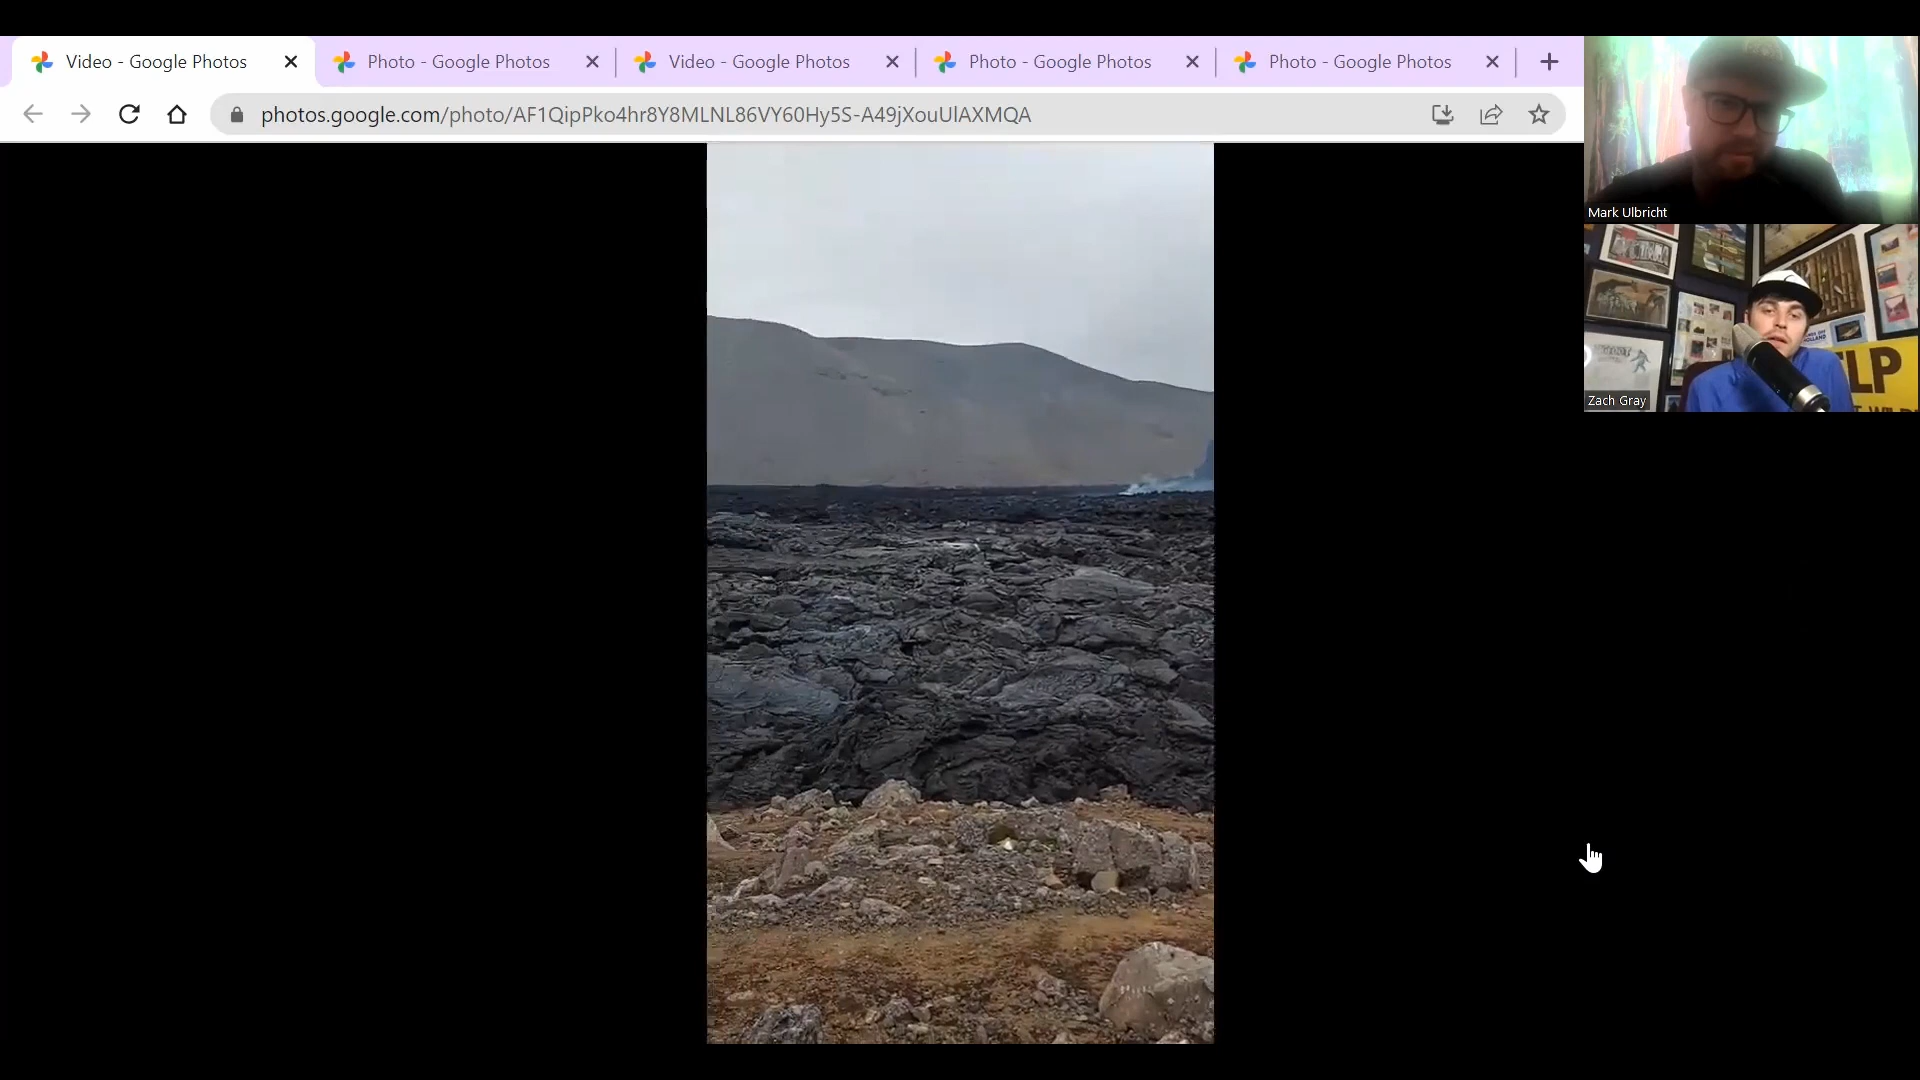 Video - Google Photos
Photo - Google Photos
Video - Google Photos
Photo - Google Photos
Photo - Google Photos
photos.google.com/photo/AF1QipPko4hr8Y8MLNL86VY60Hy5S-A49jXouUlAXMQA
Mark Ulbricht
LP
Zach Gray